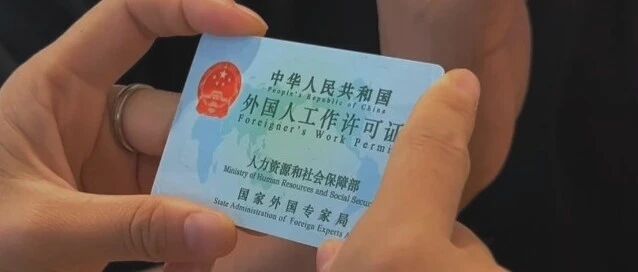 中华人民共和国
People's Republic of China
外国人工作许可证
Foreigner's Work Permi
人力资源和社会保障部
Ministry of Human Resources and Social Secur
国家外国专家局
State Administration of Foreign Experts A